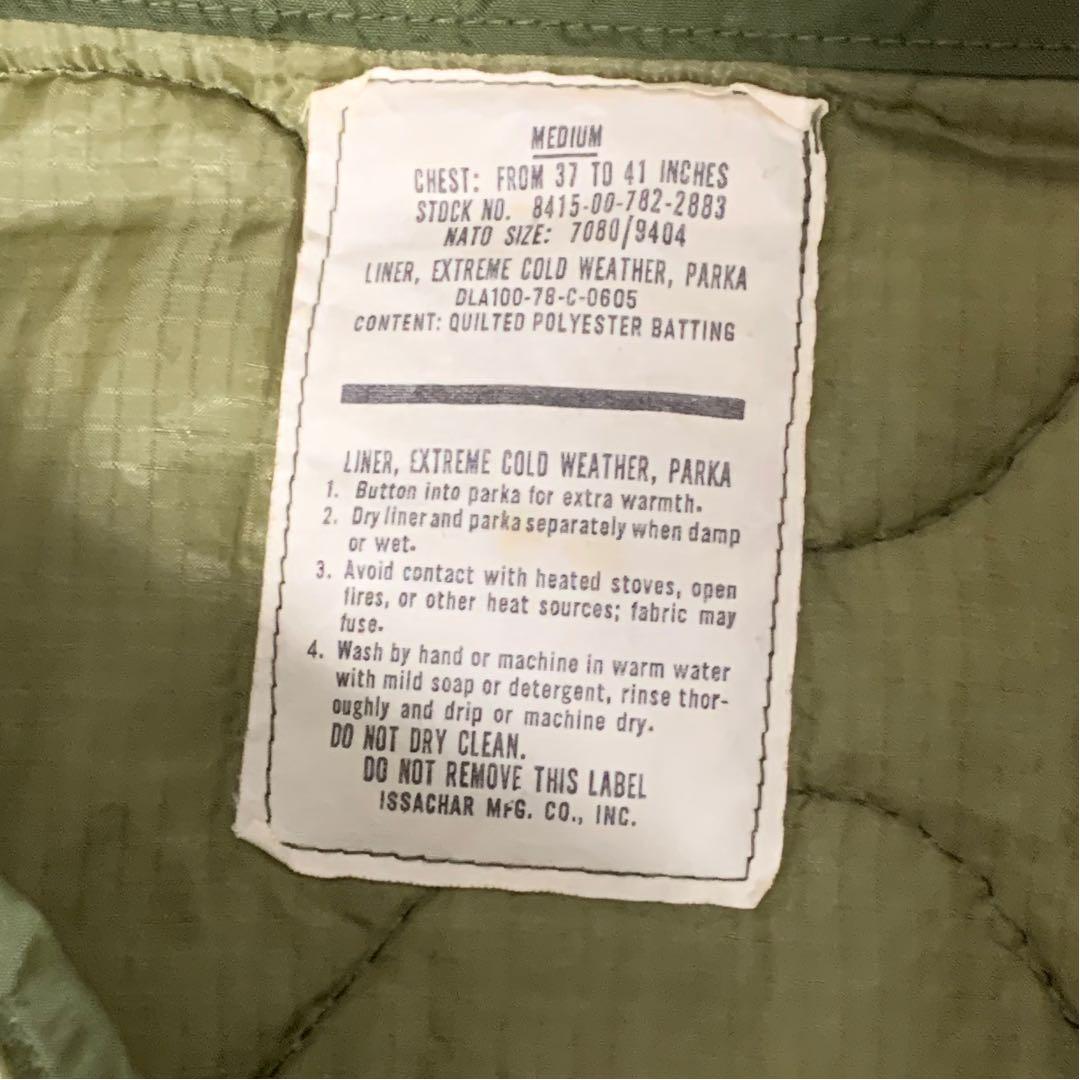 MEDIUM
CHEST: FROM 37 TO 41 INCHES
STOCK NO. 8415-00-782-2883
NATO SIZE: 7080/9404
LINER, EXTREME COLD WEATHER, PARKA
DLA100-78-C-0605
CONTENT: QUILTED POLYESTER BATTING
LINER, EXTREME COLD WEATHER, PARKA
1. Button into parka for extra warmth.
2. Dry liner and parka separately when damp
or wet.
3. Avoid contact with heated stoves, open
fires, or other heat sources; fabric may
fuse.
4. Wash by hand or machine in warm water
with mild soap or detergent, rinse thor-
oughly and drip or machine dry.
DO NOT DRY CLEAN.
DO NOT REMOVE THIS LABEL
ISSACHAR MFG. CO., INC.